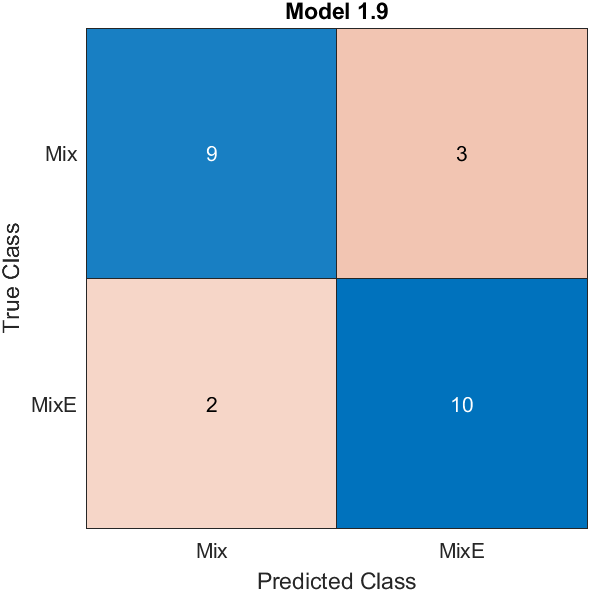 Model 1.9
True Class
Mix
9
3
MixE
2
10
Mix
MixE
Predicted Class